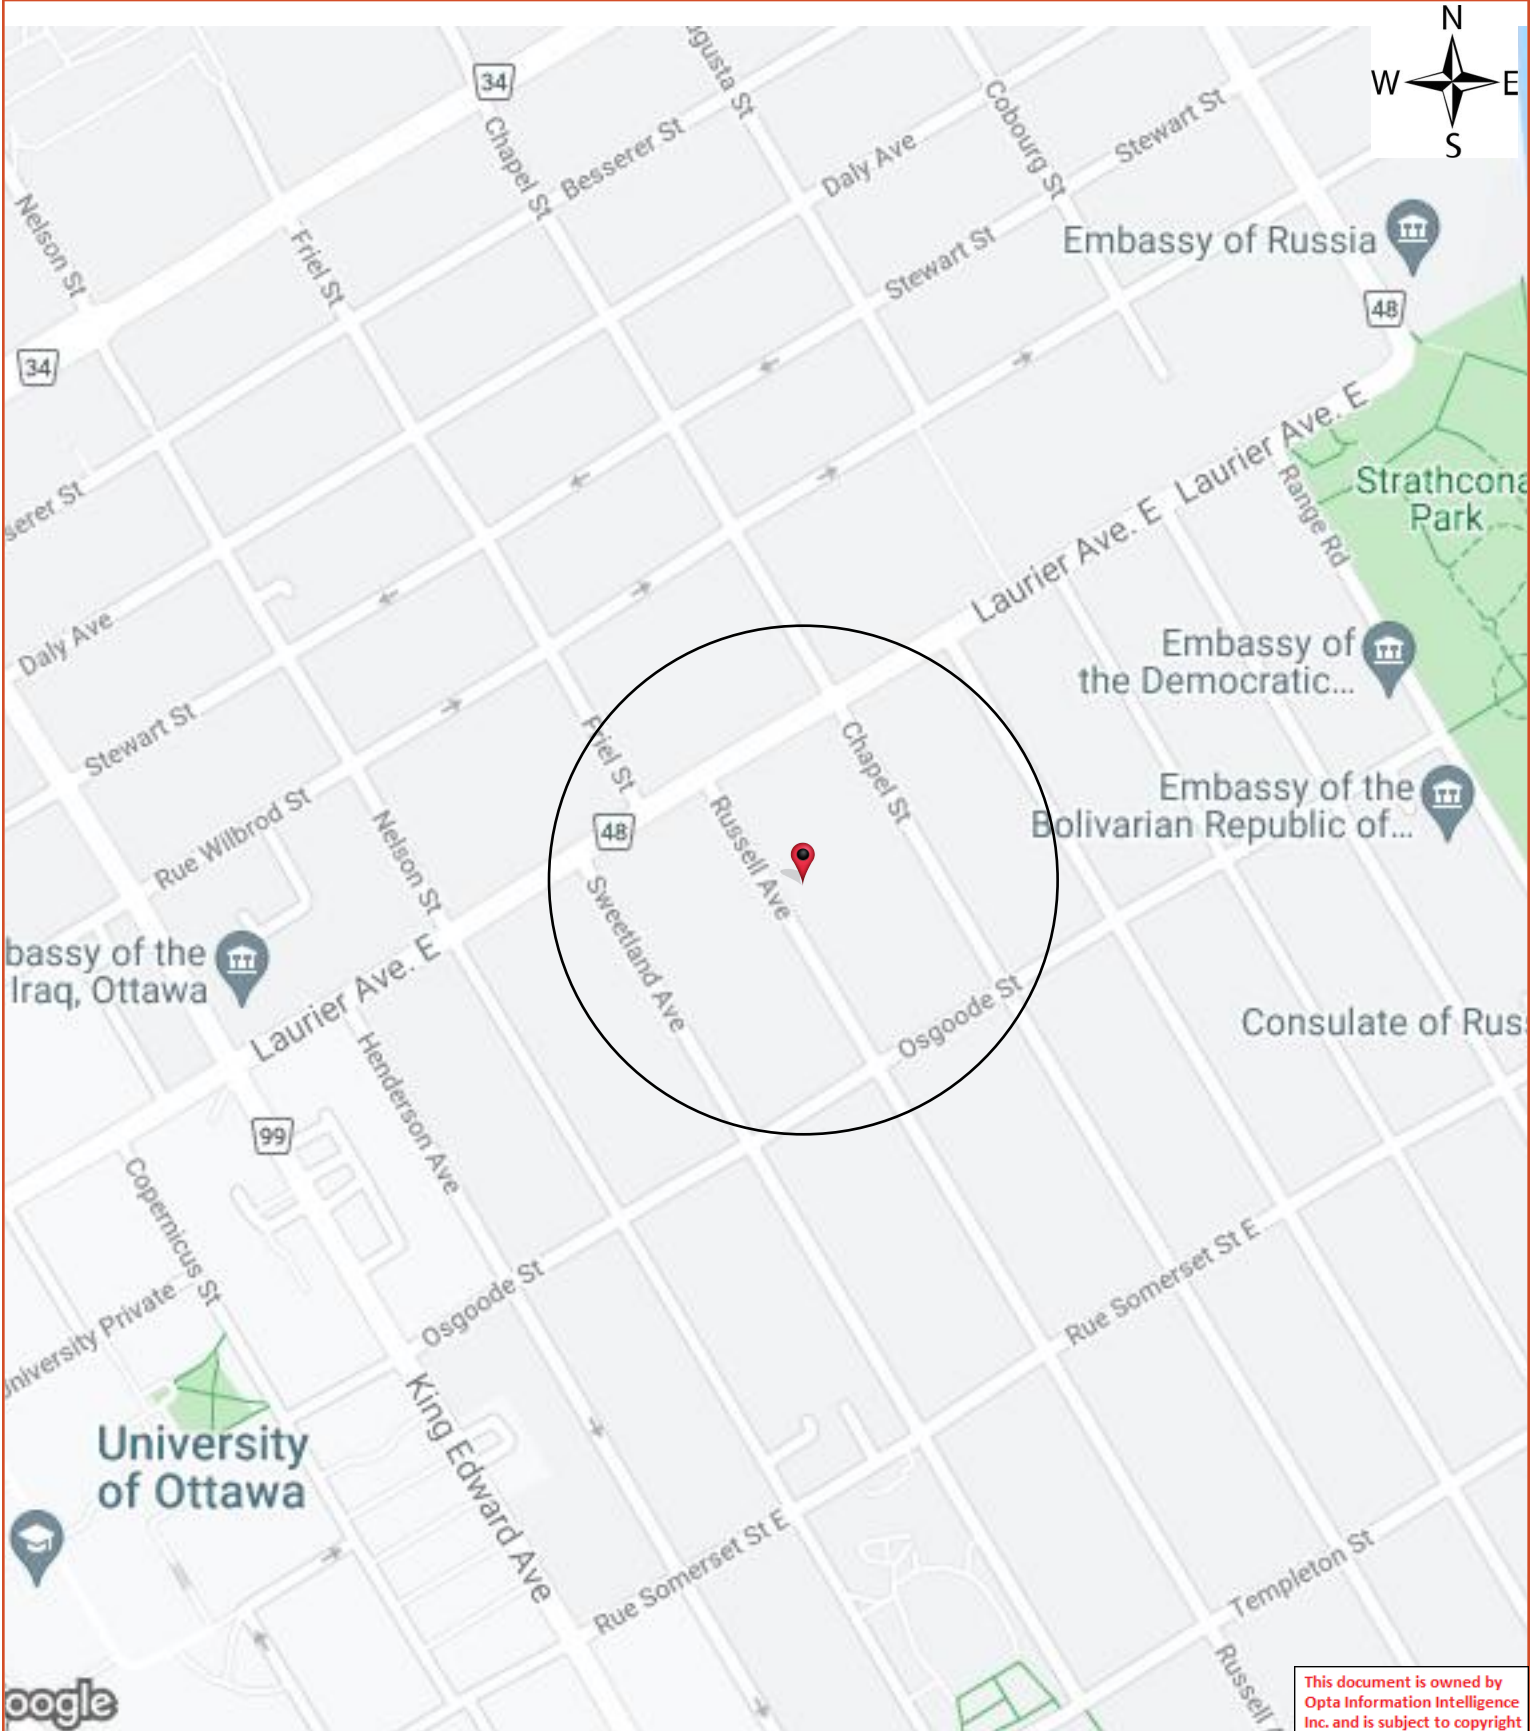 N
W E
S
34
ugusta St
Chapel St
Besserer St
Cobourg St
Stewart St
Daly Ave
Nelson St
Friel St
Stewart St
Embassy of Russia
48
34
serer St
Laurier Ave. E
Laurier Ave. E
Range Rd
Strathcona
Park
Daly Ave
Stewart St
Embassy of
the Democratic...
Friel St
Chapel St
Rue Wilbrod St
Nelson St
48
Russell Ave
Embassy of the
Bolivarian Republic of...
Sweetland Ave
bassy of the
Iraq, Ottawa
Laurier Ave. E
Osgoode St
Consulate of Rus
Henderson Ave
99
Copernicus St
University Private
Osgoode St
Rue Somerset St E
King Edward Ave
University
of Ottawa
Rue Somerset St E
Templeton St
Russell
oogle
This document is owned by
Opta Information Intelligence
Inc. and is subject to copyright